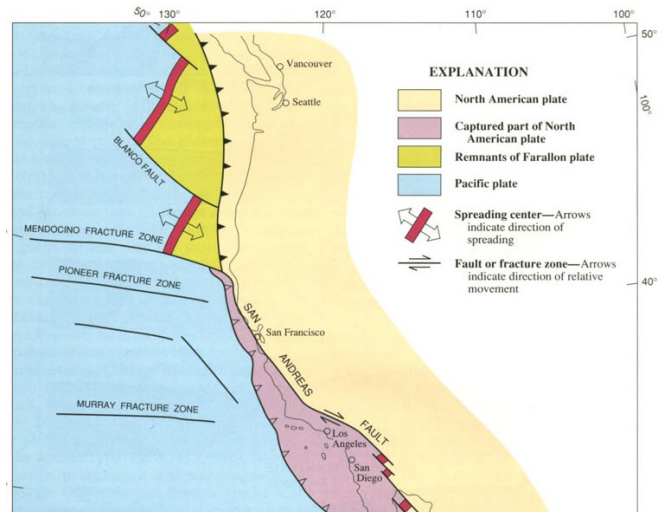 50° 130° 120° 110° 100°
50°
40°
Vancouver
Seattle
BLANCO FAULT
MENDOCINO FRACTURE ZONE
PIONEER FRACTURE ZONE
SAN ANDREAS FAULT
San Francisco
MURRAY FRACTURE ZONE
Los
Angeles
San
Diego
EXPLANATION
North American plate
Captured part of North
American plate
Remnants of Farallon plate
Pacific plate
Spreading center—Arrows
indicate direction of
spreading
Fault or fracture zone—Arrows
indicate direction of relative
movement